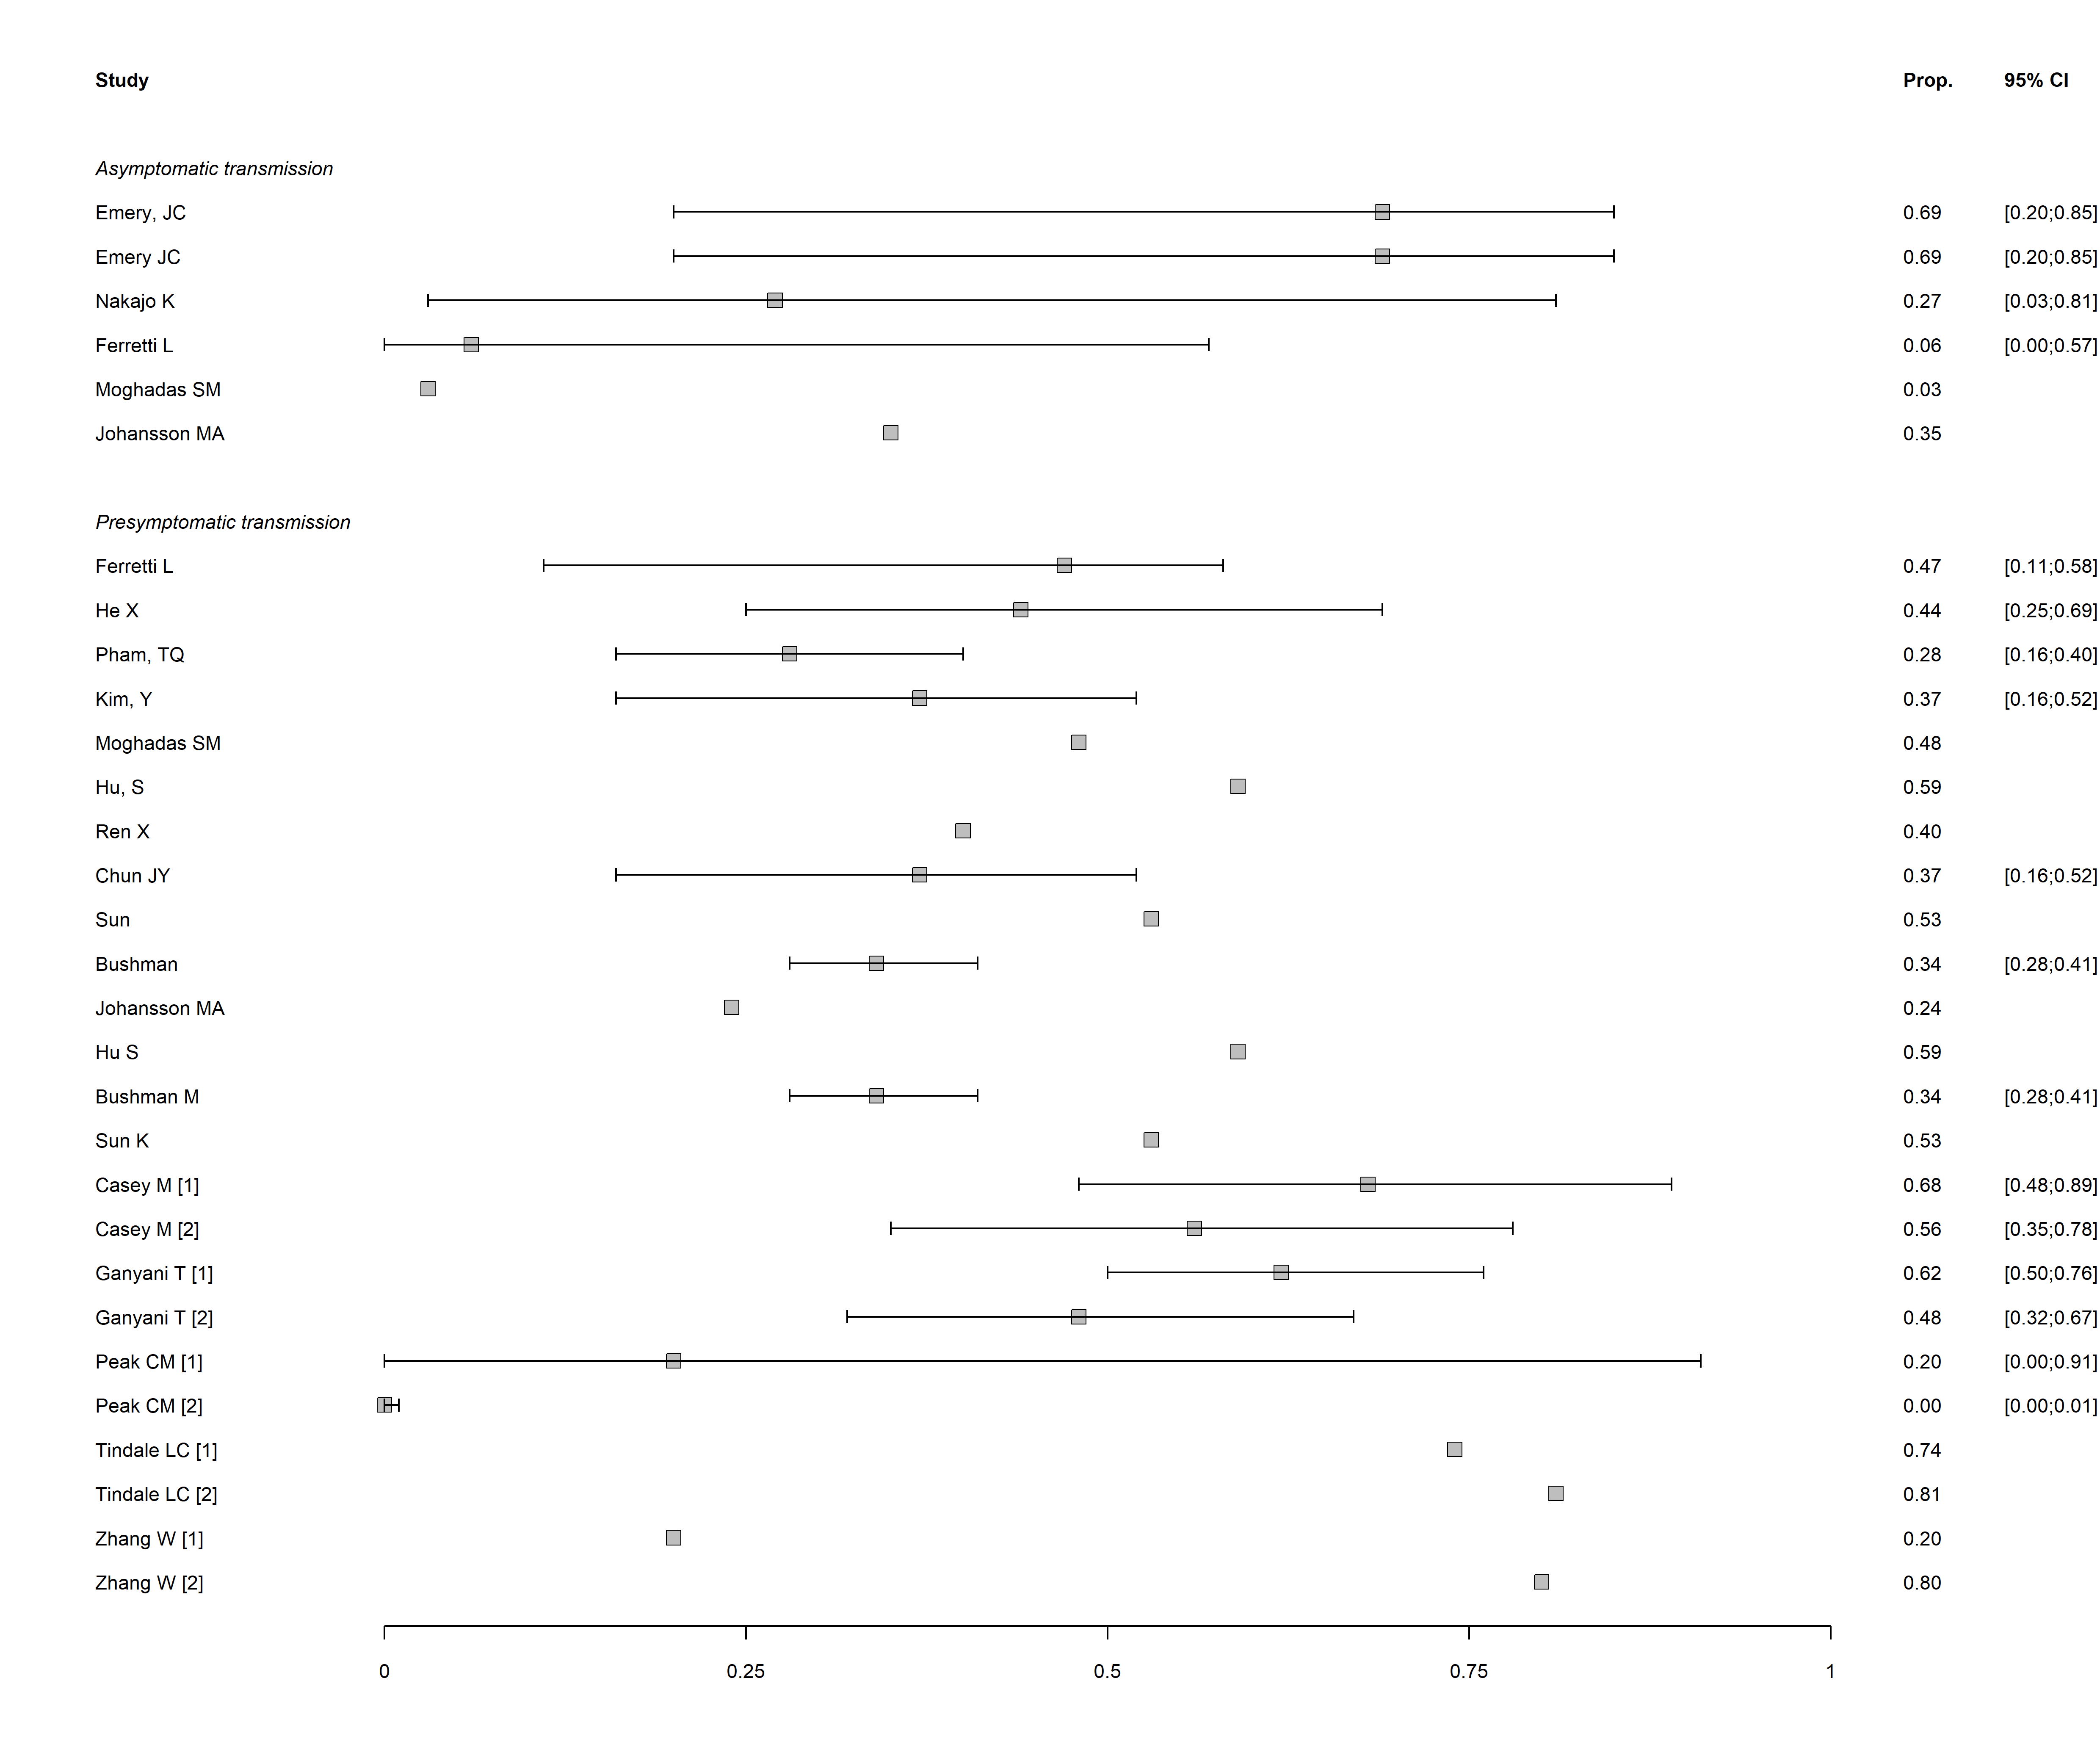 Study Prop. 95% CI
Asymptomatic transmission
Emery, JC 0.69 [0.20;0.85]
Emery JC 0.69 [0.20;0.85]
Nakajo K 0.27 [0.03;0.81]
Ferretti L 0.06 [0.00;0.57]
Moghadas SM 0.03
Johansson MA 0.35
Presymptomatic transmission
Ferretti L 0.47 [0.11;0.58]
He X 0.44 [0.25;0.69]
Pham, TQ 0.28 [0.16;0.40]
Kim, Y 0.37 [0.16;0.52]
Moghadas SM 0.48
Hu, S 0.59
Ren X 0.40
Chun JY 0.37 [0.16;0.52]
Sun 0.53
Bushman 0.34 [0.28;0.41]
Johansson MA 0.24
Hu S 0.59
Bushman M 0.34 [0.28;0.41]
Sun K 0.53
Casey M [1] 0.68 [0.48;0.89]
Casey M [2] 0.56 [0.35;0.78]
Ganyani T [1] 0.62 [0.50;0.76]
Ganyani T [2] 0.48 [0.32;0.67]
Peak CM [1] 0.20 [0.00;0.91]
Peak CM [2] 0.00 [0.00;0.01]
Tindale LC [1] 0.74
Tindale LC [2] 0.81
Zhang W [1] 0.20
Zhang W [2] 0.80
0 0.25 0.5 0.75 1